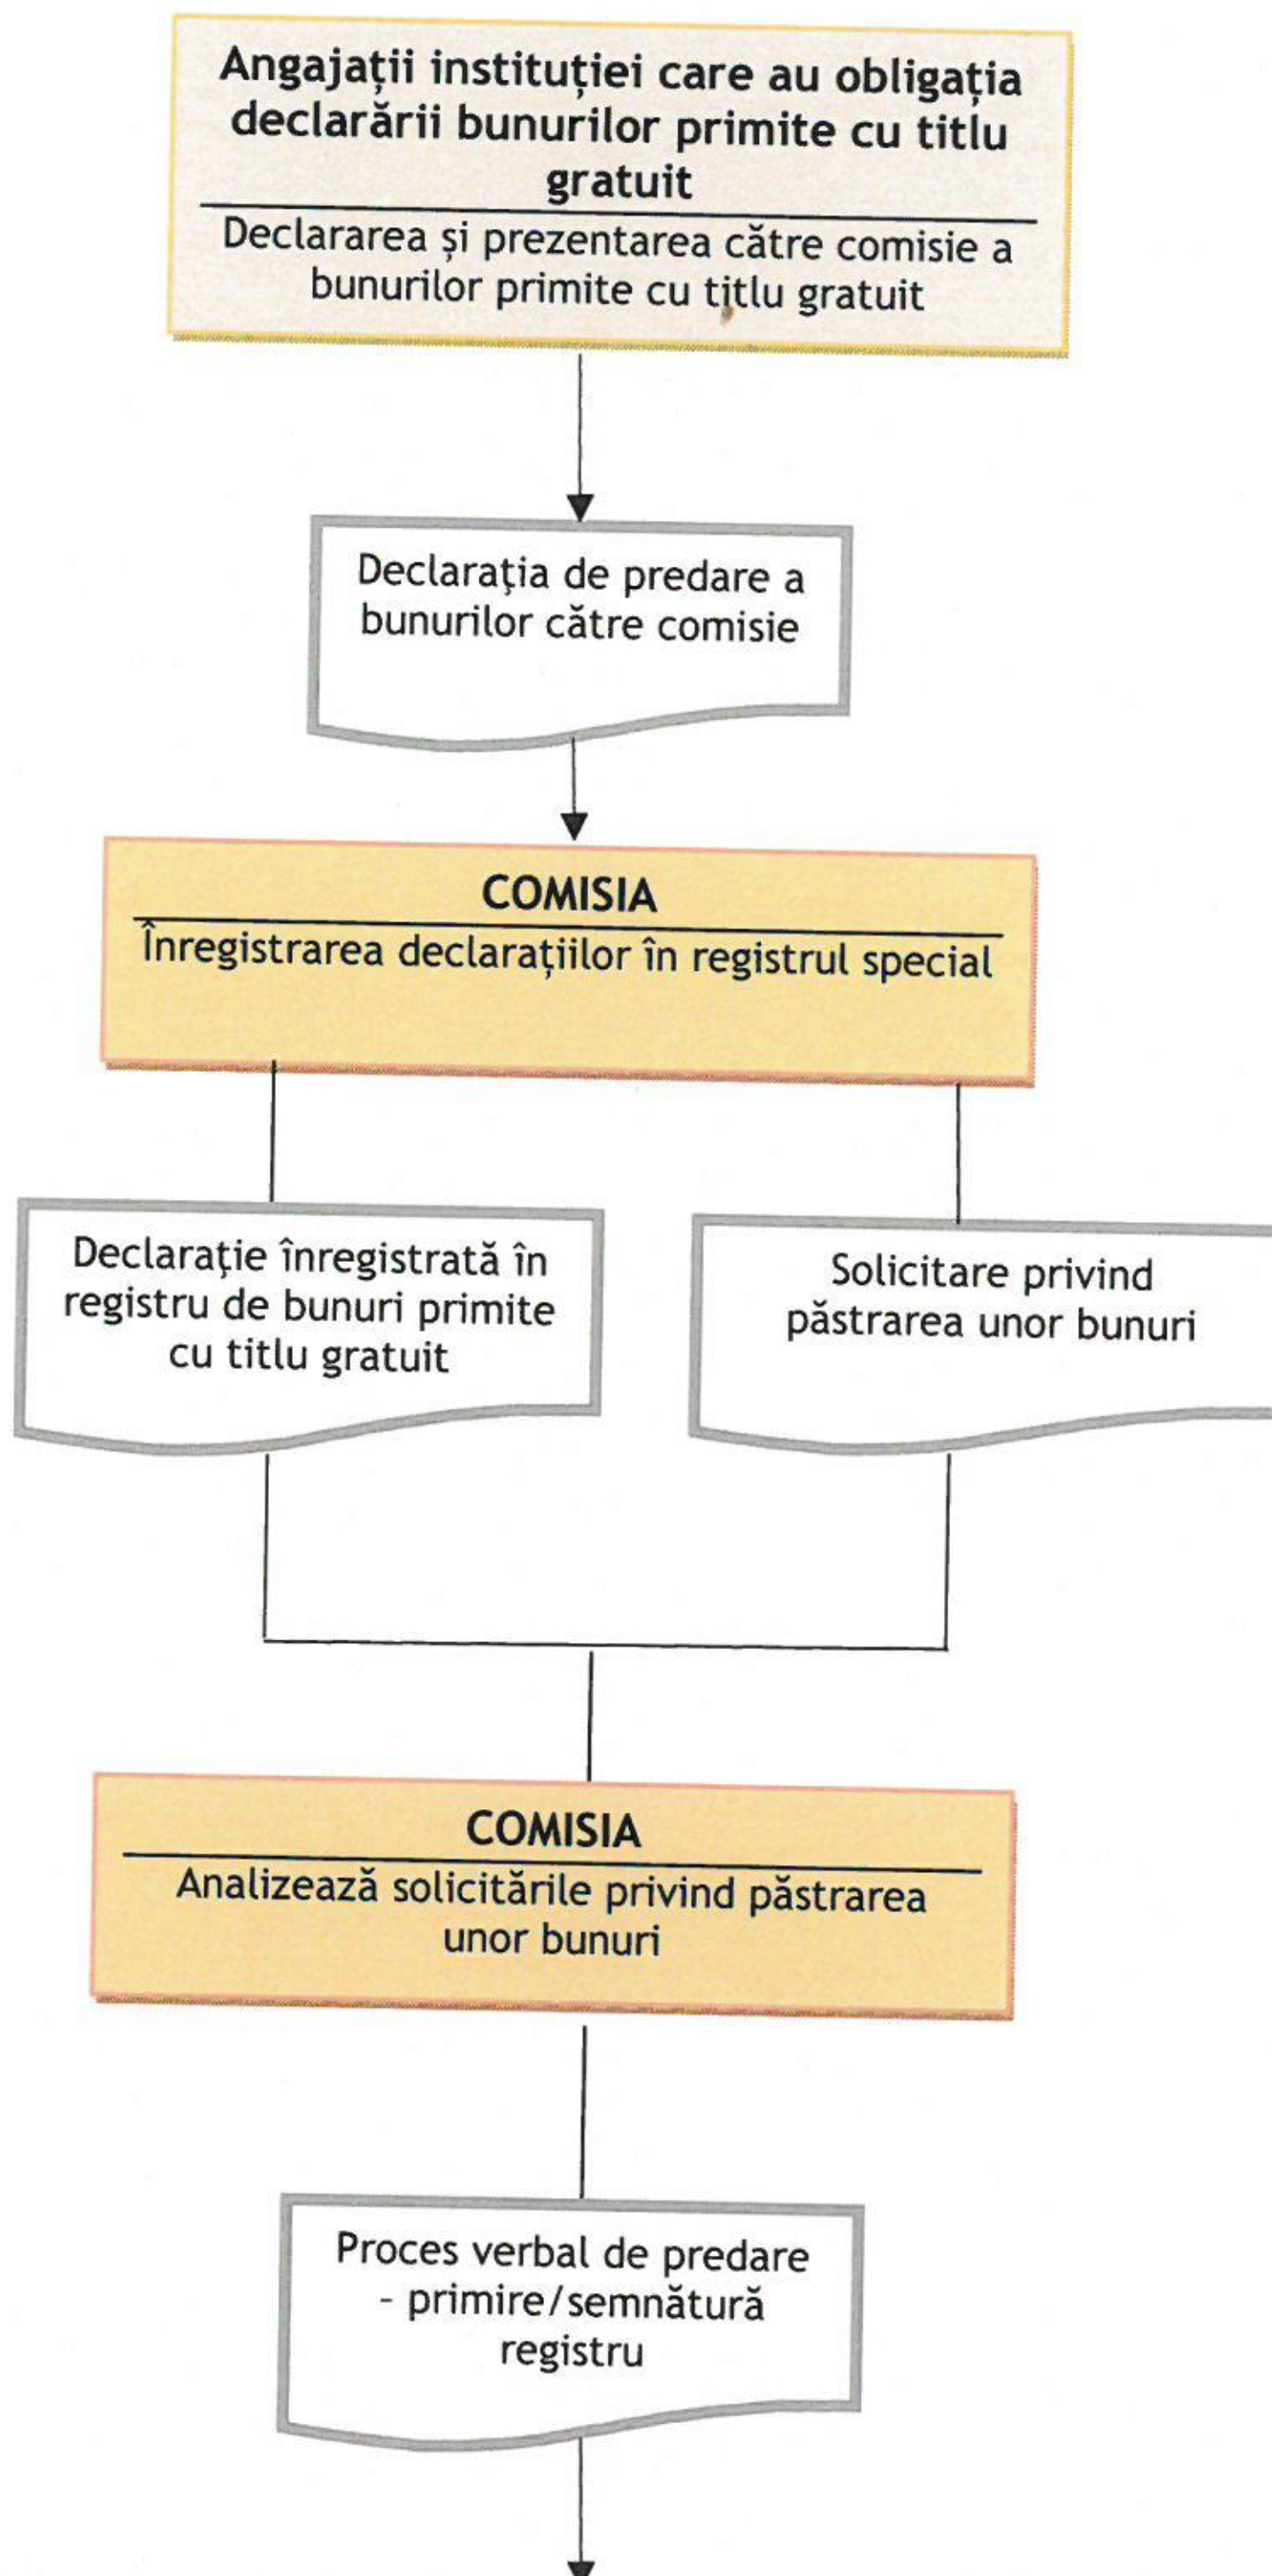 Angajații instituției care au obligația
declarării bunurilor primite cu titlu
gratuit
Declararea și prezentarea către comisie a
bunurilor primite cu titlu gratuit
Declaraţia de predare a
bunurilor către comisie
COMISIA
Înregistrarea declarațiilor în registrul special
Declaraţie înregistrată în
registru de bunuri primite
cu titlu gratuit
Solicitare privind
păstrarea unor bunuri
COMISIA
Analizează solicitările privind păstrarea
unor bunuri
Proces verbal de predare
- primire/semnătură
registru